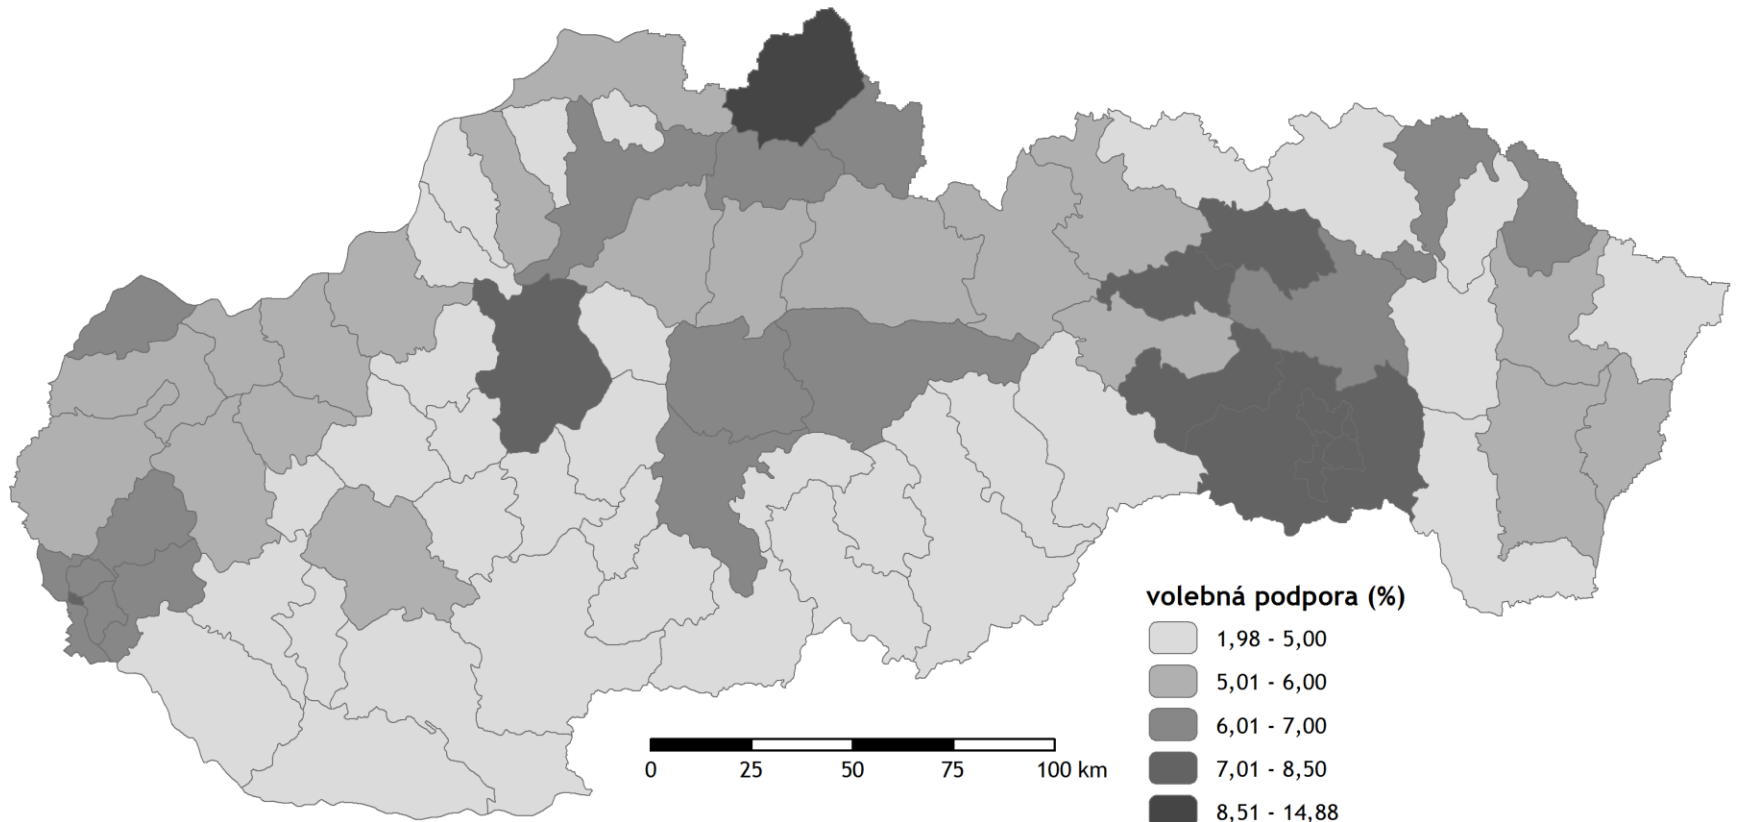 volebná podpora (%)
1,98 - 5,00
5,01 - 6,00
6,01 - 7,00
7,01 - 8,50
8,51 - 14,88
0 25 50 75 100 km